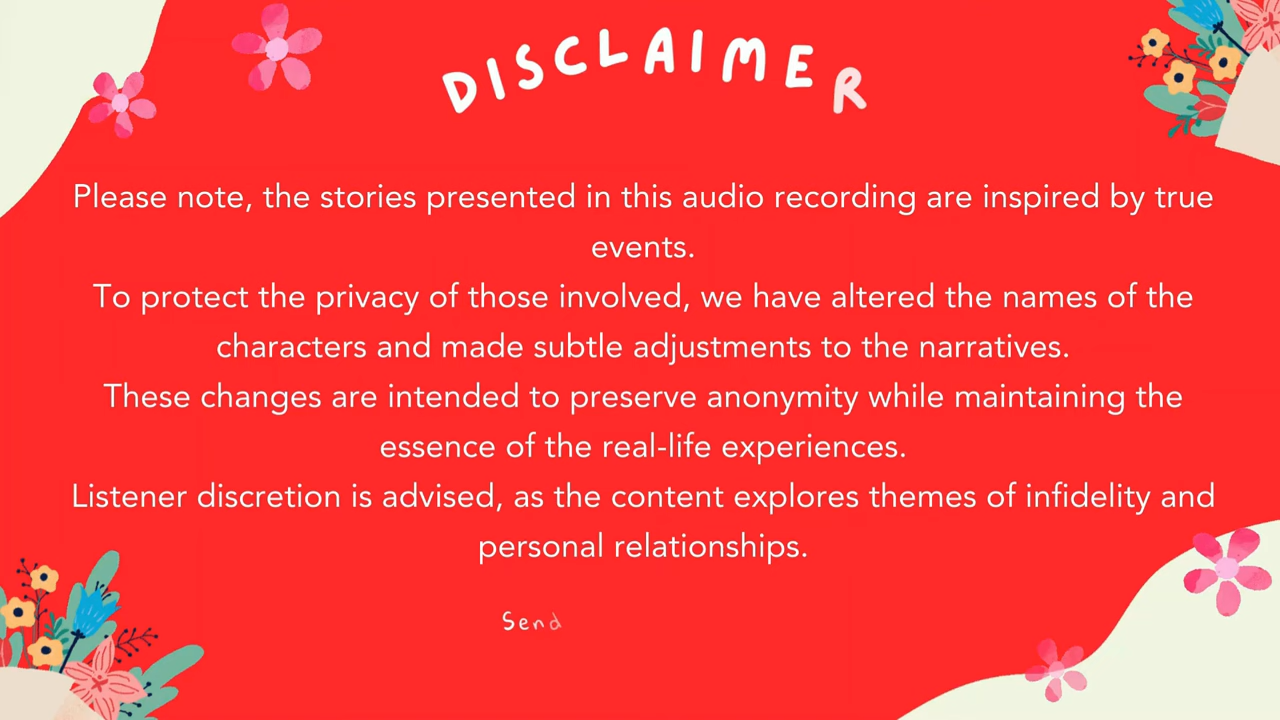 DISCLAIMER
Please note, the stories presented in this audio recording are inspired by true
events.
To protect the privacy of those involved, we have altered the names of the
characters and made subtle adjustments to the narratives.
These changes are intended to preserve anonymity while maintaining the
essence of the real-life experiences.
Listener discretion is advised, as the content explores themes of infidelity and
personal relationships.
Send